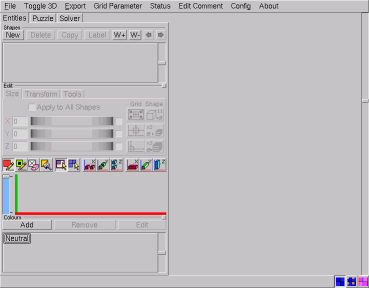 File Toggle 3D Export Grid Parameter Status Edit Comment Config About
Entities Puzzle Solver
Shapes
New Delete Copy Label W+ W-
Edit
Size Transform Tools
Apply to All Shapes
Grid Shape
X 0
Y 0
Z 0
Colours
Add Remove Edit
Neutral